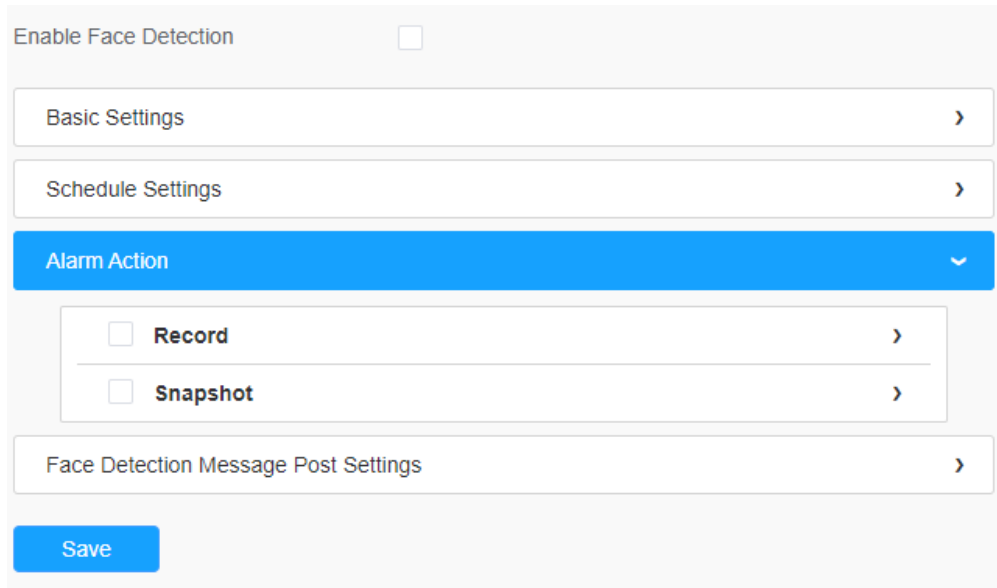 Enable Face Detection
Basic Settings
Schedule Settings
Alarm Action
Record
Snapshot
Face Detection Message Post Settings
Save